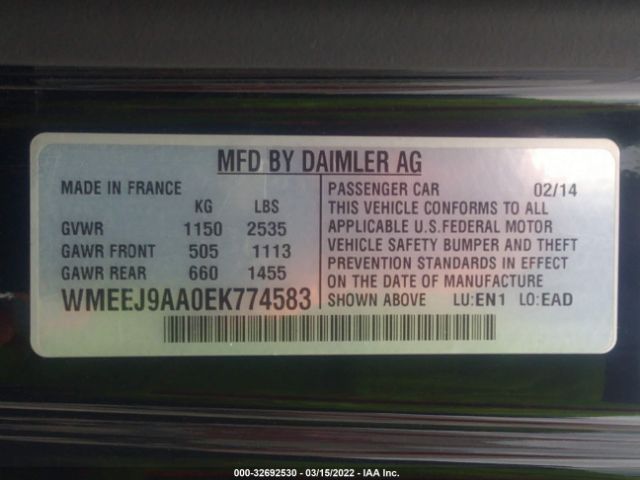 MFD BY DAIMLER AG
MADE IN FRANCE
KG LBS
GVWR 1150 2535
GAWR FRONT 505 1113
GAWR REAR 660 1455
WMEEJ9AA0EK774583
PASSENGER CAR 02/14
THIS VEHICLE CONFORMS TO ALL
APPLICABLE U.S.FEDERAL MOTOR
VEHICLE SAFETY BUMPER AND THEFT
PREVENTION STANDARDS IN EFFECT
ON THE DATE OF MANUFACTURE
SHOWN ABOVE LU:EN1 LO:EAD
000-32692530 - 03/15/2022 - IAA Inc.